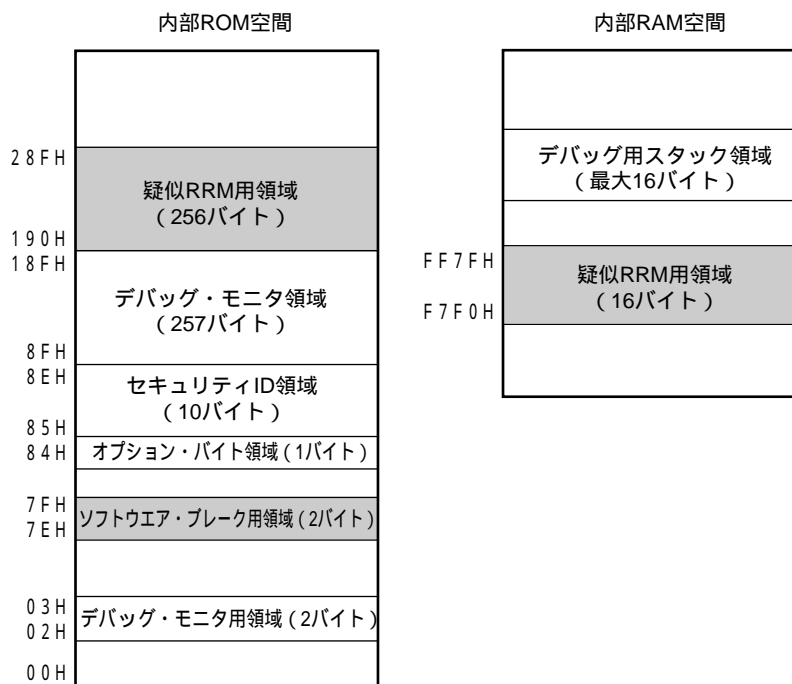 内部ROM空間
28FH
疑似RRM用領域
（256バイト）
190H
18FH
デバッグ・モニタ領域
（257バイト）
8FH
8EH
セキュリティID領域
（10バイト）
85H
84H
オプション・バイト領域（1バイト）
7FH
ソフトウエア・ブレーク用領域（2バイト）
7EH
03H
デバッグ・モニタ用領域（2バイト）
02H
00H
内部RAM空間
デバッグ用スタック領域
（最大16バイト）
FF7FH
疑似RRM用領域
（16バイト）
F7F0H